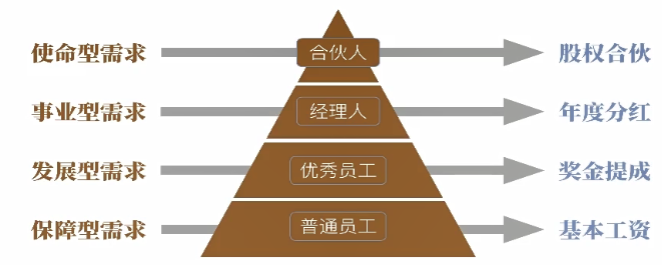 使命型需求 合伙人 股权合伙
事业型需求 经理人 年度分红
发展型需求 优秀员工 奖金提成
保障型需求 普通员工 基本工资